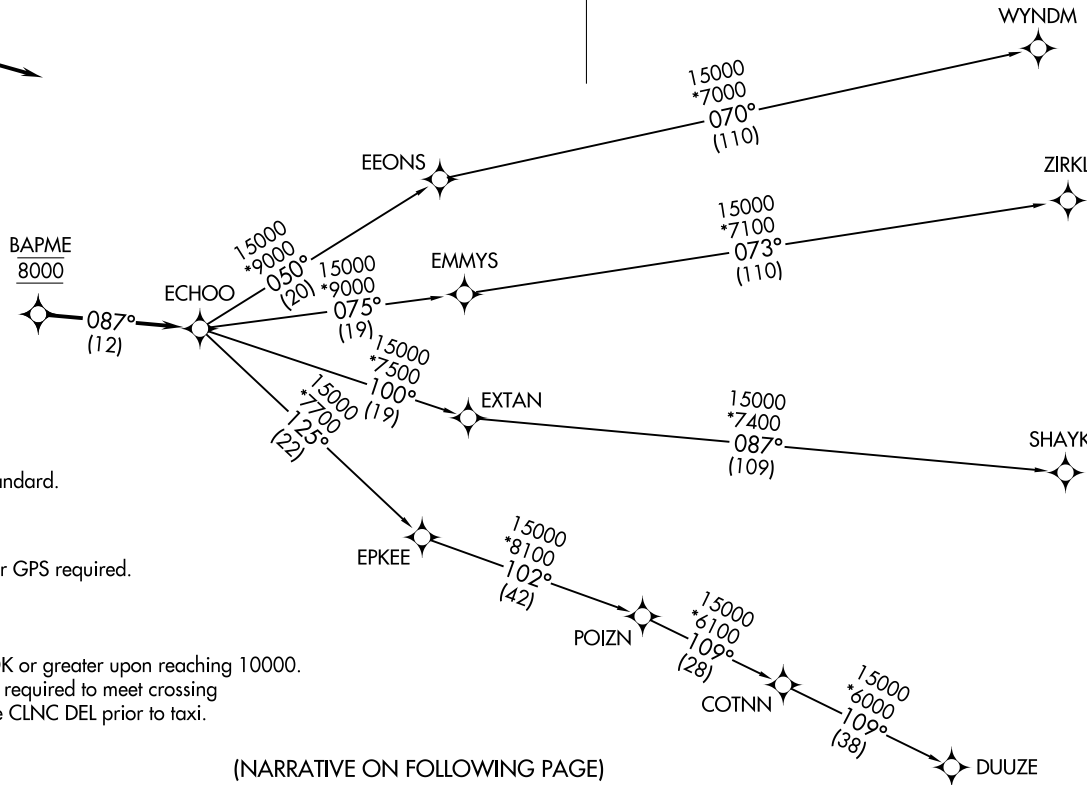 WYNDM
15000
*7000
070°
(110)
EEONS
ZIRKL
15000
*7100
073°
(110)
15000
*9000
050°
(20)
BAPME
8000
15000
*9000
075°
(19)
EMMYS
ECHOO
087°
(12)
15000
*7500
100°
(19)
EXTAN
15000
*7700
125°
(22)
15000
*7400
087°
(109)
SHAYK
ndard.
EPKEE
15000
*8100
102°
(42)
r GPS required.
POIZN
15000
*6100
109°
(28)
K or greater upon reaching 10000.
required to meet crossing
e CLNC DEL prior to taxi.
COTNN
15000
*6000
109°
(38)
DUUZE
(NARRATIVE ON FOLLOWING PAGE)